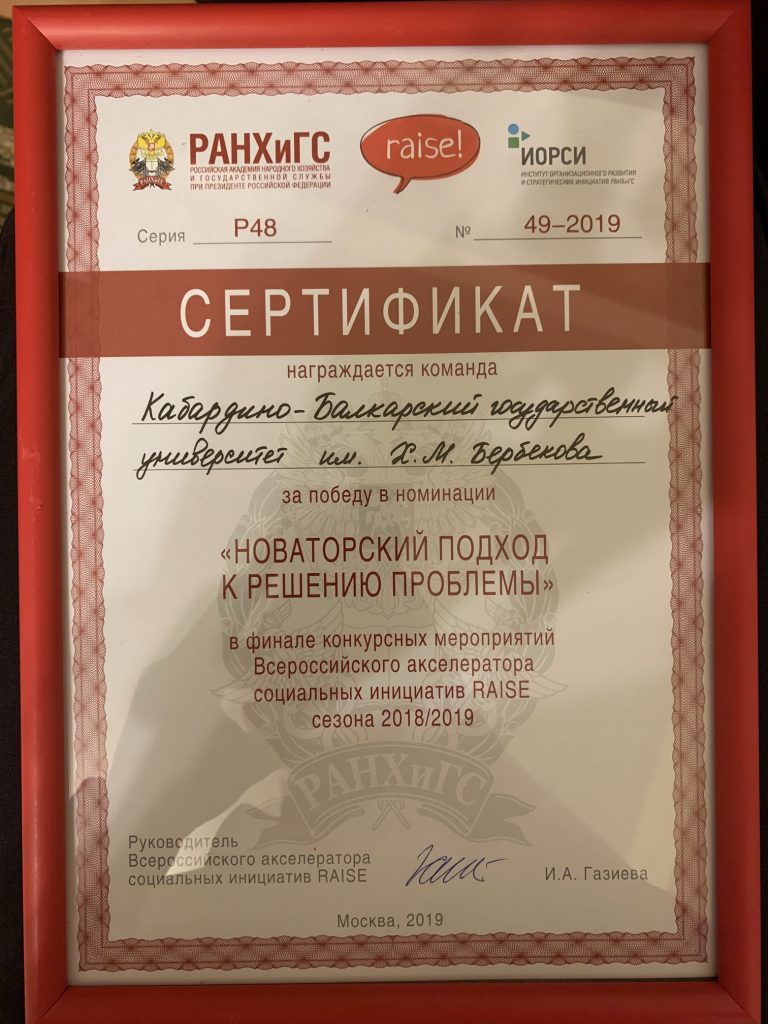 РАНХиГС
РОССИЙСКАЯ АКАДЕМИЯ НАРОДНОГО ХОЗЯЙСТВА
И ГОСУДАРСТВЕННОЙ СЛУЖБЫ
ПРИ ПРЕЗИДЕНТЕ РОССИЙСКОЙ ФЕДЕРАЦИИ
РАНХиГС
raise!
ИОРСИ
ИНСТИТУТ ОРГАНИЗАЦИОННОГО РАЗВИТИЯ
И СТРАТЕГИЧЕСКИХ ИНИЦИАТИВ РАНХиГС
Серия Р48 № 49–2019
СЕРТИФИКАТ
награждается команда
Кабардино-Балкарский государственный
университет им. Х.М. Бербекова
за победу в номинации
«НОВАТОРСКИЙ ПОДХОД
К РЕШЕНИЮ ПРОБЛЕМЫ»
в финале конкурсных мероприятий
Всероссийского акселератора
социальных инициатив RAISE
сезона 2018/2019
РАНХиГС
Руководитель
Всероссийского акселератора
социальных инициатив RAISE И.А. Газиева
Москва, 2019